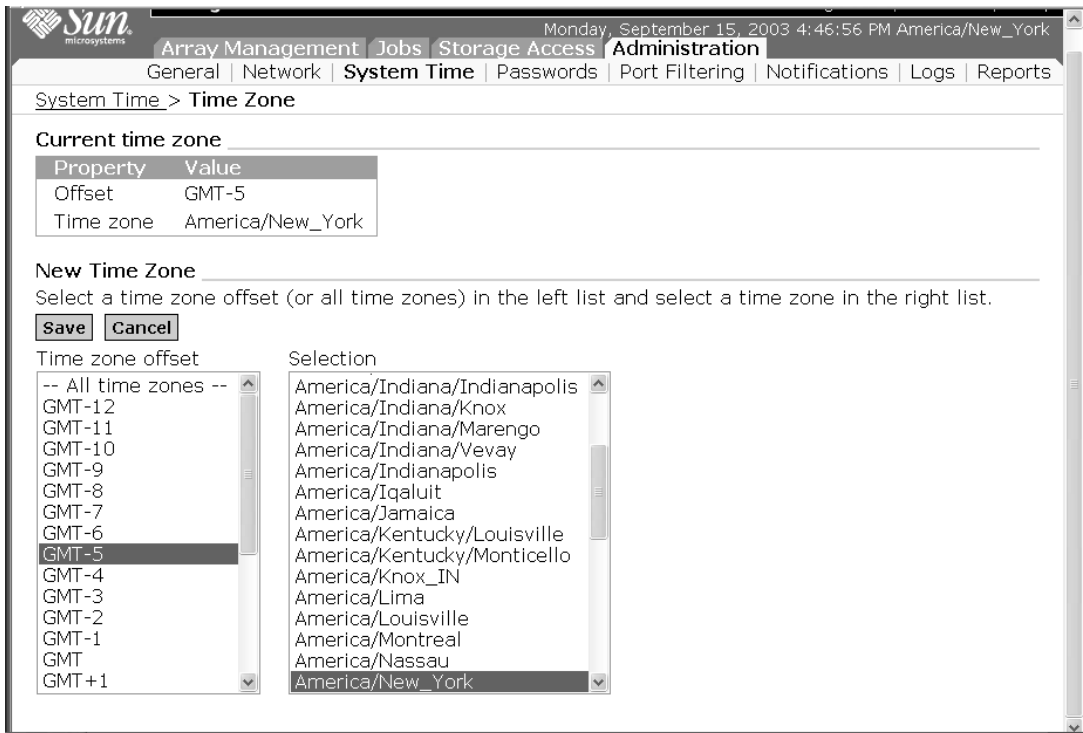 Sun
microsystems
Monday, September 15, 2003 4:46:56 PM America/New_York
Array Management Jobs Storage Access Administration
General | Network | System Time | Passwords | Port Filtering | Notifications | Logs | Reports
System Time > Time Zone
Current time zone
Property Value
Offset GMT-5
Time zone America/New_York
New Time Zone
Select a time zone offset (or all time zones) in the left list and select a time zone in the right list.
Save Cancel
Time zone offset Selection
-- All time zones -- America/Indiana/Indianapolis
GMT-12 America/Indiana/Knox
GMT-11 America/Indiana/Marengo
GMT-10 America/Indiana/Vevay
GMT-9 America/Indianapolis
GMT-8 America/Iqaluit
GMT-7 America/Jamaica
GMT-6 America/Kentucky/Louisville
GMT-5 America/Kentucky/Monticello
GMT-4 America/Knox_IN
GMT-3 America/Lima
GMT-2 America/Louisville
GMT-1 America/Montreal
GMT America/Nassau
GMT+1 America/New_York